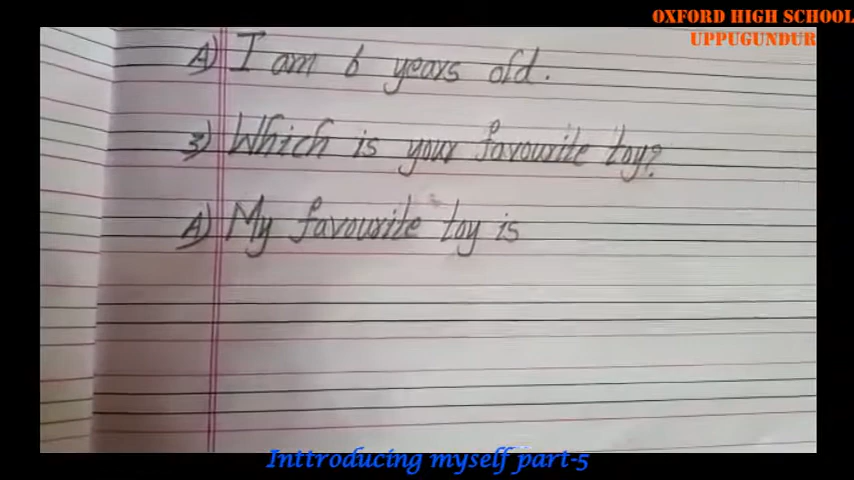 OXFORD HIGH SCHOOL
UPPUGUNDUR
A) I am 6 years old.
3) Which is your favourite toy?
A) My favourite toy is
Inttroducing myself part-5